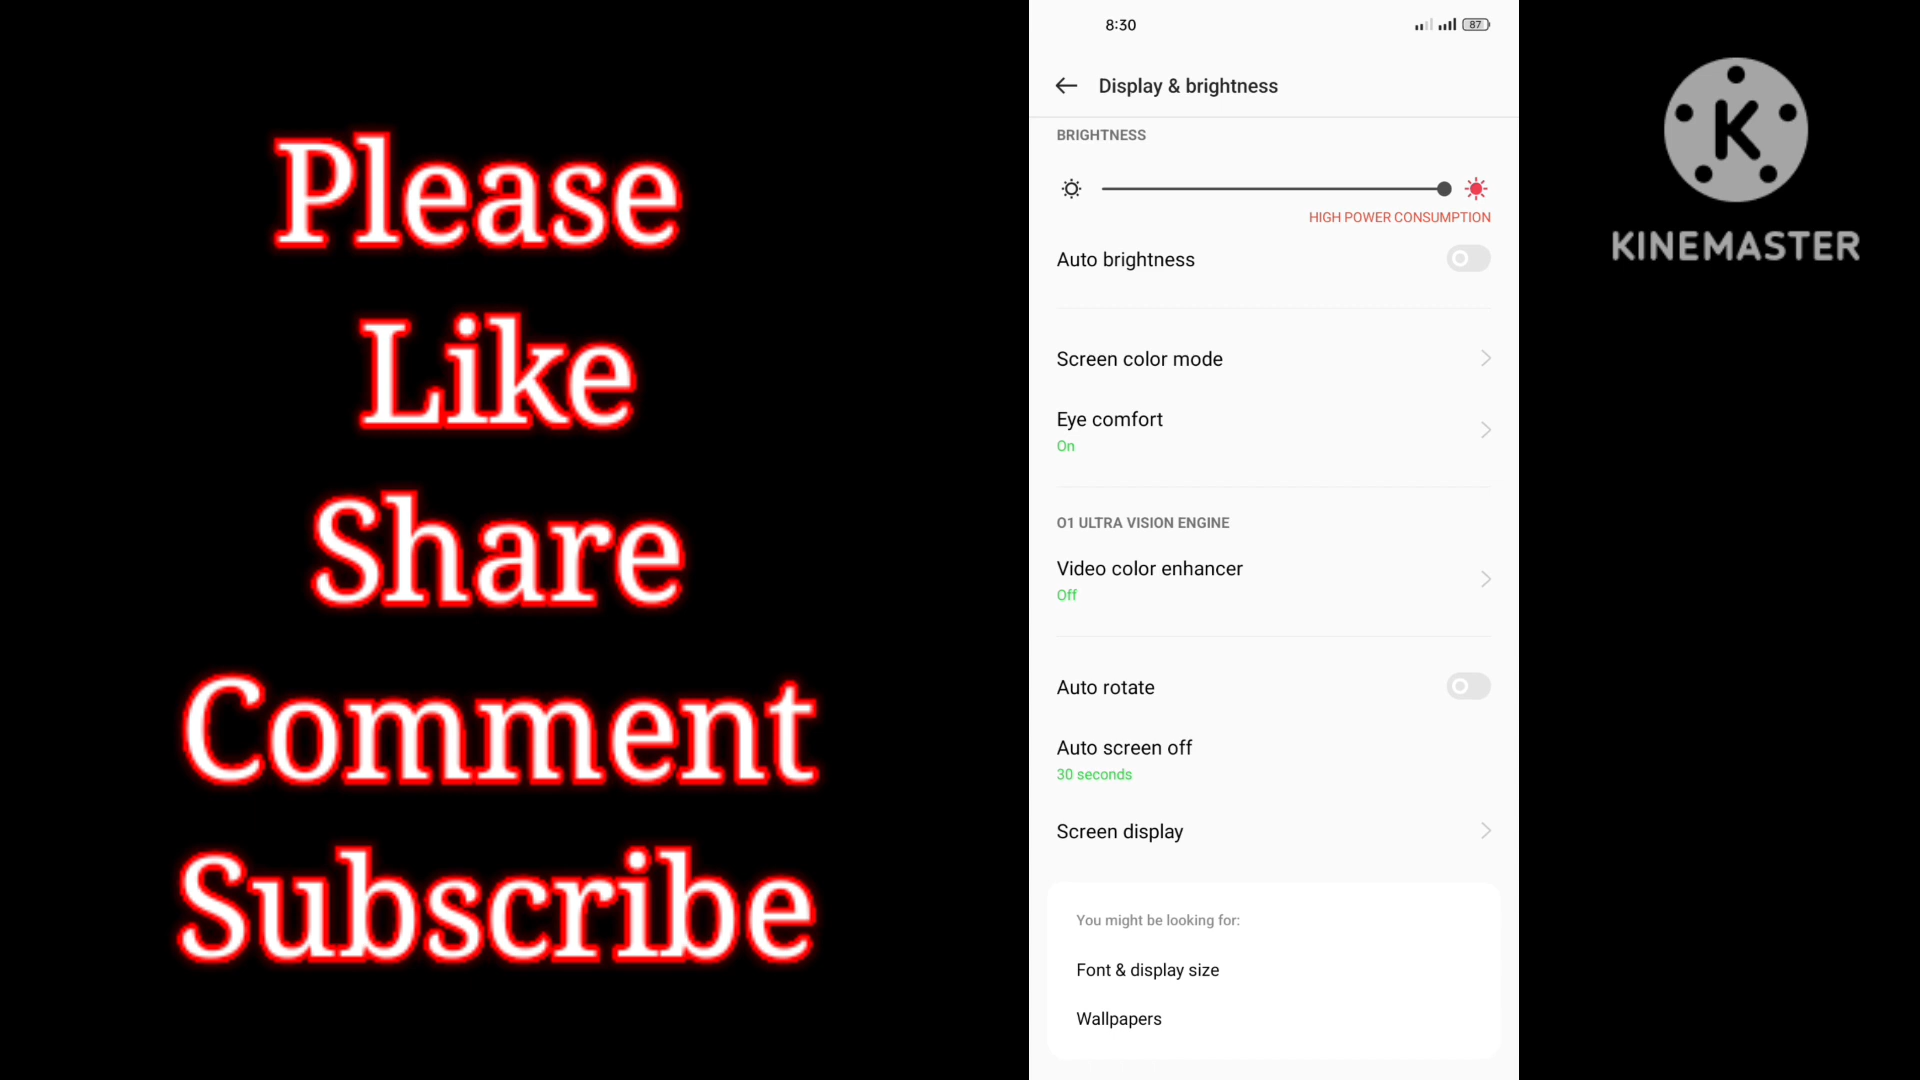 Please
Like
Share
Comment
Subscribe
8:30
87
Display & brightness
BRIGHTNESS
HIGH POWER CONSUMPTION
Auto brightness
Screen color mode
Eye comfort
On
O1 ULTRA VISION ENGINE
Video color enhancer
Off
Auto rotate
Auto screen off
30 seconds
Screen display
You might be looking for:
Font & display size
Wallpapers
K
KINEMASTER